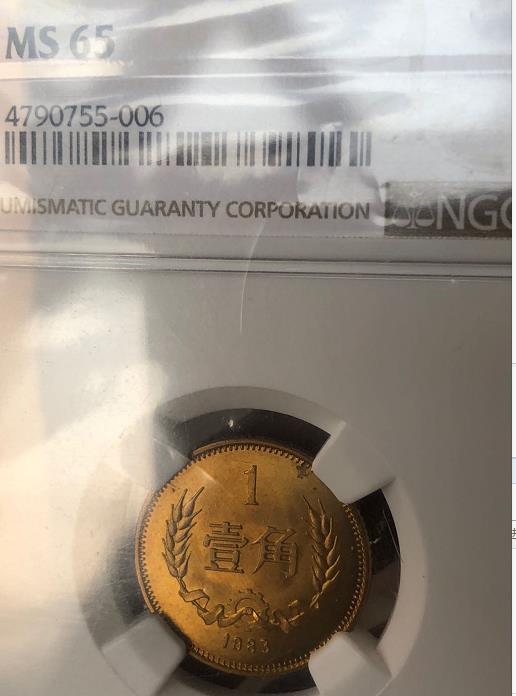 MS 65
4790755-006
UMISMATIC GUARANTY CORPORATION
NGC
1
壹角
1983